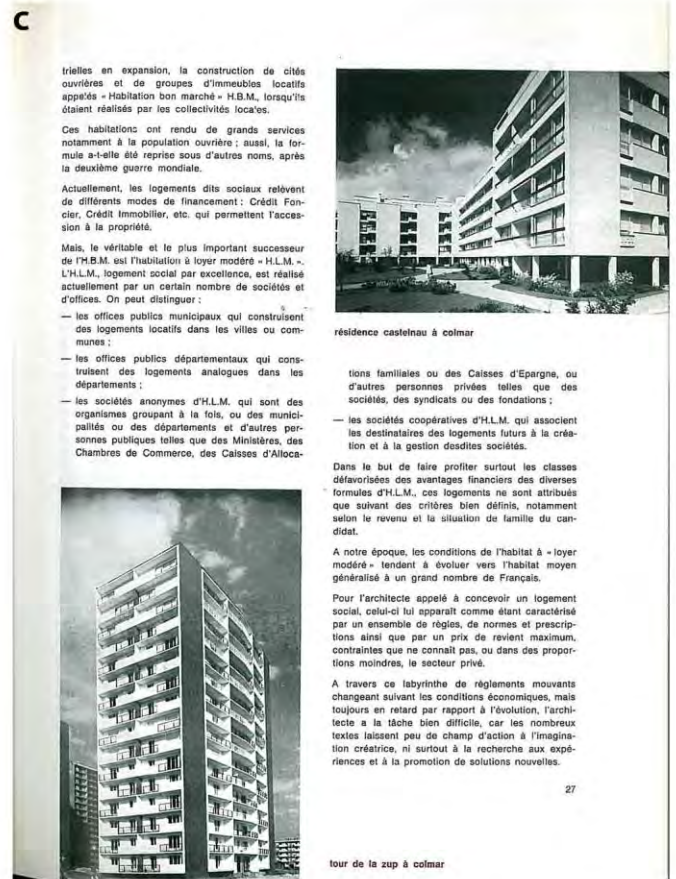 C
trielles en expansion, la construction de cités
ouvrières et de groupes d'immeubles locatifs
appelés « Habitation bon marché » H.B.M., lorsqu'ils
étaient réalisés par les collectivités locales.
Ces habitations ont rendu de grands services
notamment à la population ouvrière ; aussi, la for-
mule a-t-elle été reprise sous d'autres noms, après
la deuxième guerre mondiale.
Actuellement, les logements dits sociaux relèvent
de différents modes de financement : Crédit Fon-
cier, Crédit Immobilier, etc. qui permettent l'acces-
sion à la propriété.
Mais, le véritable et le plus important successeur
de l'H.B.M. est l'habitation à loyer modéré « H.L.M. ».
L'H.L.M., logement social par excellence, est réalisé
actuellement par un certain nombre de sociétés et
d'offices. On peut distinguer :
— les offices publics municipaux qui construisent
des logements locatifs dans les villes ou com-
munes ;
— les offices publics départementaux qui cons-
truisent des logements analogues dans les
départements ;
— les sociétés anonymes d'H.L.M. qui sont des
organismes groupant à la fois, ou des munici-
palités ou des départements et d'autres per-
sonnes publiques telles que des Ministères, des
Chambres de Commerce, des Caisses d'Alloca-
résidence castelnau à colmar
tions familiales ou des Caisses d'Epargne, ou
d'autres personnes privées telles que des
sociétés, des syndicats ou des fondations ;
— les sociétés coopératives d'H.L.M. qui associent
les destinataires des logements futurs à la créa-
tion et à la gestion desdites sociétés.
Dans le but de faire profiter surtout les classes
défavorisées des avantages financiers des diverses
formules d'H.L.M., ces logements ne sont attribués
que suivant des critères bien définis, notamment
selon le revenu et la situation de famille du can-
didat.
A notre époque, les conditions de l'habitat à « loyer
modéré » tendent à évoluer vers l'habitat moyen
généralisé à un grand nombre de Français.
Pour l'architecte appelé à concevoir un logement
social, celui-ci lui apparaît comme étant caractérisé
par un ensemble de règles, de normes et prescrip-
tions ainsi que par un prix de revient maximum,
contraintes que ne connaît pas, ou dans des propor-
tions moindres, le secteur privé.
A travers ce labyrinthe de règlements mouvants
changeant suivant les conditions économiques, mais
toujours en retard par rapport à l'évolution, l'archi-
tecte a la tâche bien difficile, car les nombreux
textes laissent peu de champ d'action à l'imagina-
tion créatrice, ni surtout à la recherche aux expé-
riences et à la promotion de solutions nouvelles.
27
tour de la zup à colmar